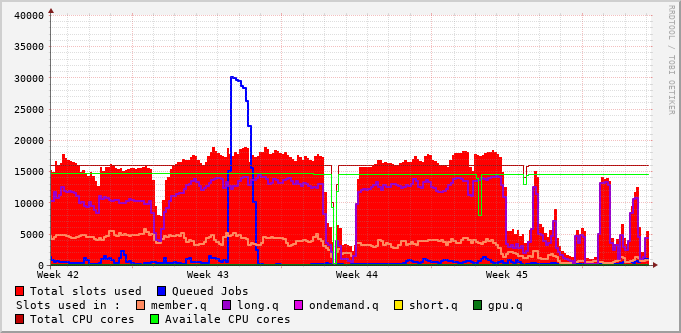 40000
RRDTOOL / TOBI OETIKER
35000
30000
25000
20000
15000
10000
5000
0
Week 42 Week 43 Week 44 Week 45
Total slots used Queued Jobs
Slots used in : member.q long.q ondemand.q short.q gpu.q
Total CPU cores Availale CPU cores